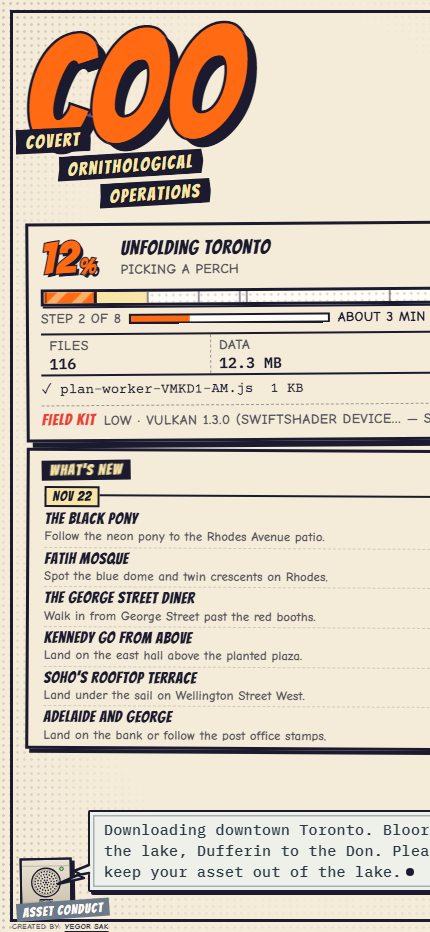 COO
COVERT
ORNITHOLOGICAL
OPERATIONS
12% UNFOLDING TORONTO
PICKING A PERCH
STEP 2 OF 8 ABOUT 3 MIN
FILES DATA
116 12.3 MB
✓ plan-worker-VMKD1-AM.js 1 KB
FIELD KIT LOW · VULKAN 1.3.0 (SWIFTSHADER DEVICE... — S
WHAT'S NEW
NOV 22
THE BLACK PONY
Follow the neon pony to the Rhodes Avenue patio.
FATIH MOSQUE
Spot the blue dome and twin crescents on Rhodes.
THE GEORGE STREET DINER
Walk in from George Street past the red booths.
KENNEDY GO FROM ABOVE
Land on the east hall above the planted plaza.
SOHO'S ROOFTOP TERRACE
Land under the sail on Wellington Street West.
ADELAIDE AND GEORGE
Land on the bank or follow the post office stamps.
Downloading downtown Toronto. Bloor
the lake, Dufferin to the Don. Plea
keep your asset out of the lake.
ASSET CONDUCT
CREATED BY YEGOR SAK